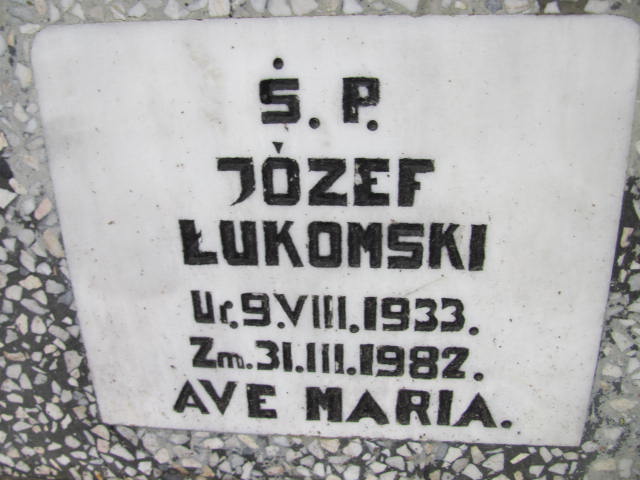 Ś. P.
JÓZEF
ŁUKOMSKI
Ur. 9. VIII. 1933.
Zm. 31. III. 1982.
AVE MARIA.